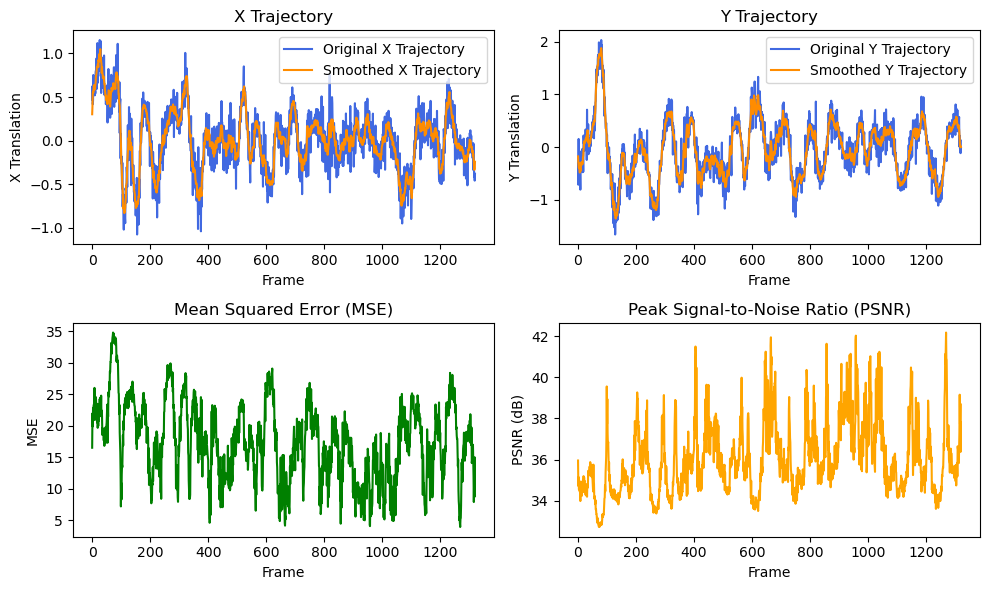 X Trajectory
1.0
0.5
0.0
−0.5
−1.0
X Translation
Original X Trajectory
Smoothed X Trajectory
0 200 400 600 800 1000 1200
Frame
Y Trajectory
2
1
0
−1
Y Translation
Original Y Trajectory
Smoothed Y Trajectory
0 200 400 600 800 1000 1200
Frame
Mean Squared Error (MSE)
35
30
25
20
15
10
5
MSE
0 200 400 600 800 1000 1200
Frame
Peak Signal-to-Noise Ratio (PSNR)
42
40
38
36
34
PSNR (dB)
0 200 400 600 800 1000 1200
Frame